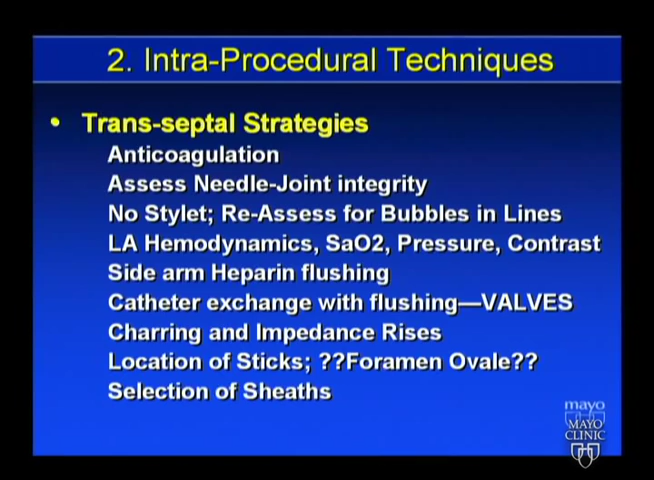 2. Intra-Procedural Techniques
• Trans-septal Strategies
Anticoagulation
Assess Needle-Joint integrity
No Stylet; Re-Assess for Bubbles in Lines
LA Hemodynamics, SaO2, Pressure, Contrast
Side arm Heparin flushing
Catheter exchange with flushing—VALVES
Charring and Impedance Rises
Location of Sticks; ??Foramen Ovale??
Selection of Sheaths
mayo
MAYO
CLINIC